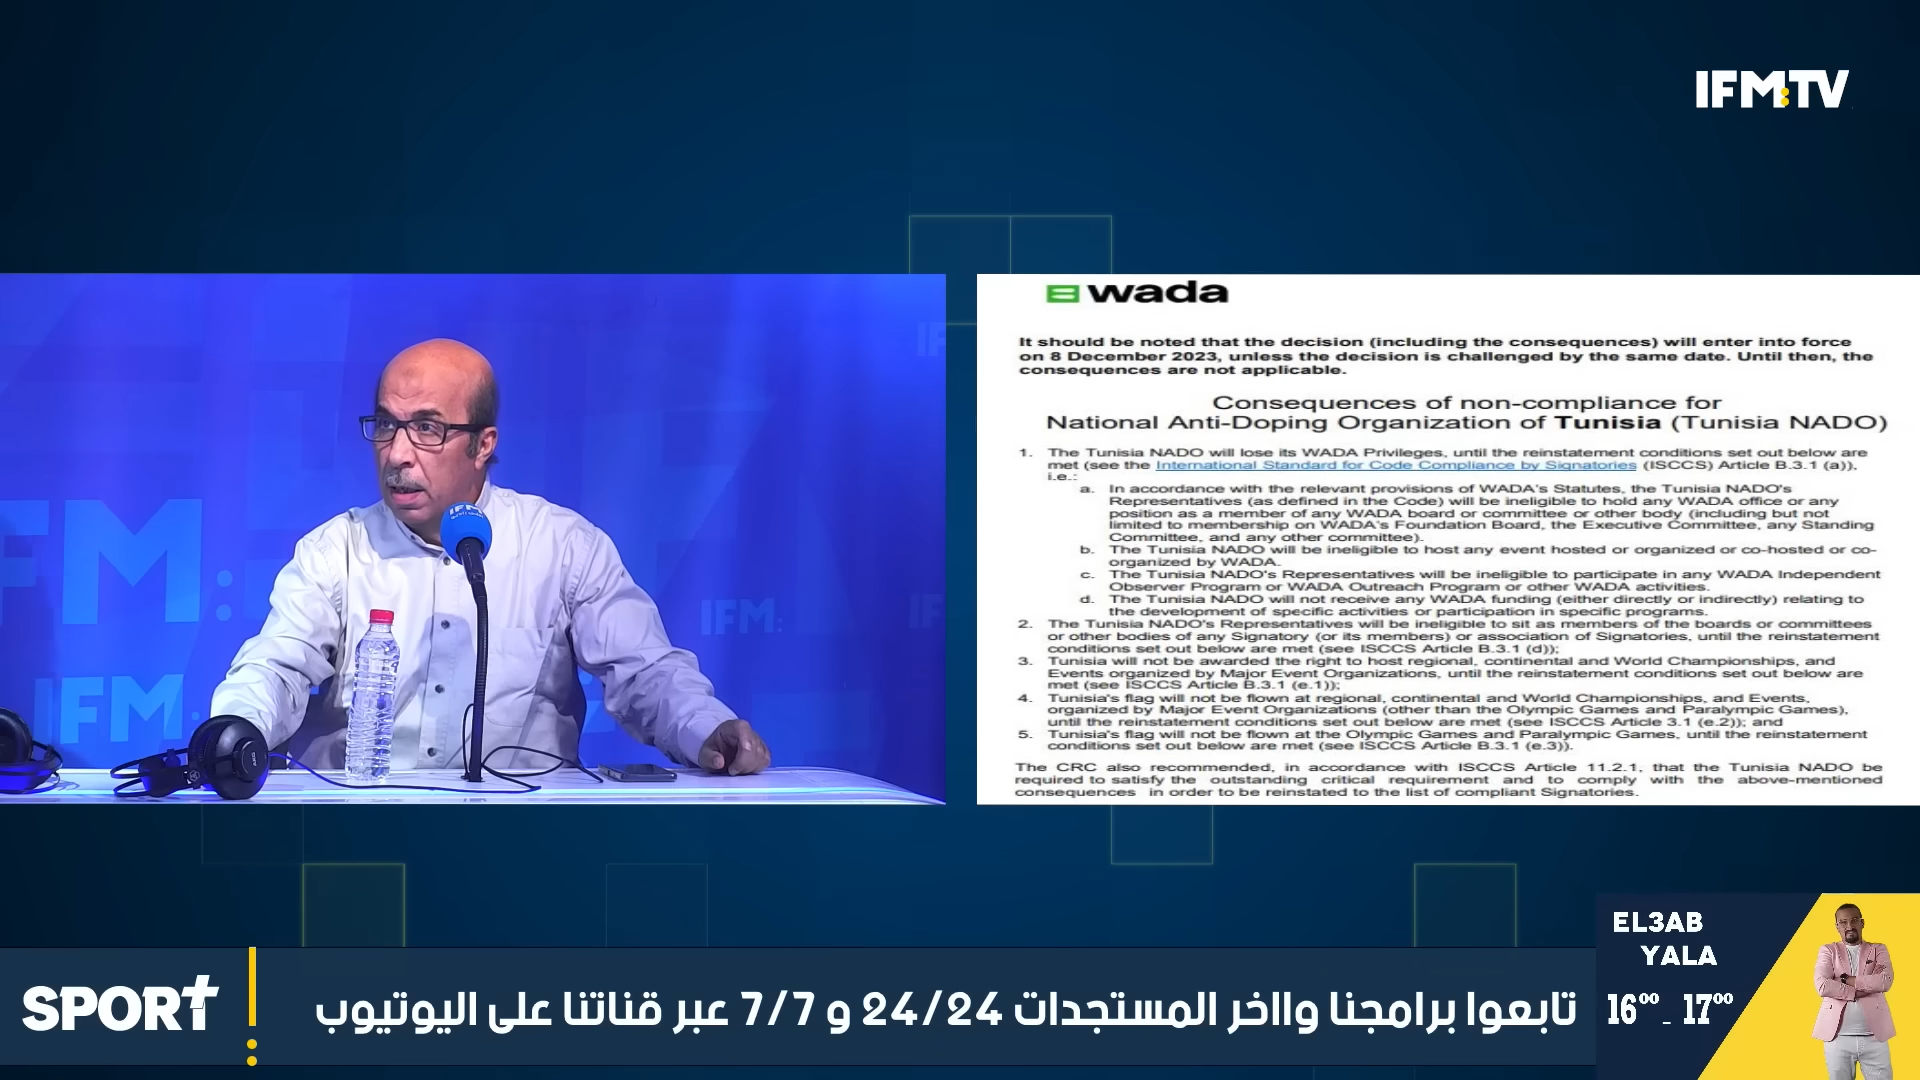 IFM:TV
wada
It should be noted that the decision (including the consequences) will enter into force
on 8 December 2023, unless the decision is challenged by the same date. Until then, the
consequences are not applicable.
Consequences of non-compliance for
National Anti-Doping Organization of Tunisia (Tunisia NADO)
1. The Tunisia NADO will lose its WADA Privileges, until the reinstatement conditions set out below are
met (see the International Standard for Code Compliance by Signatories (ISCCS) Article B.3.1 (a)),
i.e.:
a. In accordance with the relevant provisions of WADA's Statutes, the Tunisia NADO's
Representatives (as defined in the Code) will be ineligible to hold any WADA office or any
position as a member of any WADA board or committee or other body (including but not
limited to membership on WADA's Foundation Board, the Executive Committee, any Standing
Committee, and any other committee).
b. The Tunisia NADO will be ineligible to host any event hosted or organized or co-hosted or co-
organized by WADA.
c. The Tunisia NADO's Representatives will be ineligible to participate in any WADA Independent
Observer Program or WADA Outreach Program or other WADA activities.
d. The Tunisia NADO will not receive any WADA funding (either directly or indirectly) relating to
the development of specific activities or participation in specific programs.
2. The Tunisia NADO's Representatives will be ineligible to sit as members of the boards or committees
or other bodies of any Signatory (or its members) or association of Signatories, until the reinstatement
conditions set out below are met (see ISCCS Article B.3.1 (d));
3. Tunisia will not be awarded the right to host regional, continental and World Championships, and
Events organized by Major Event Organizations, until the reinstatement conditions set out below are
met (see ISCCS Article B.3.1 (e.1));
4. Tunisia's flag will not be flown at regional, continental and World Championships, and Events,
organized by Major Event Organizations (other than the Olympic Games and Paralympic Games),
until the reinstatement conditions set out below are met (see ISCCS Article 3.1 (e.2)); and
5. Tunisia's flag will not be flown at the Olympic Games and Paralympic Games, until the reinstatement
conditions set out below are met (see ISCCS Article B.3.1 (e.3)).
The CRC also recommended, in accordance with ISCCS Article 11.2.1, that the Tunisia NADO be
required to satisfy the outstanding critical requirement and to comply with the above-mentioned
consequences in order to be reinstated to the list of compliant Signatories.
IFM:
IFM:
IFM:
IFM
EL3AB
YALA
16⁰⁰ - 17⁰⁰
SPORT
تابعوا برامجنا وااخر المستجدات 24/24 و 7/7 عبر قناتنا على اليوتيوب